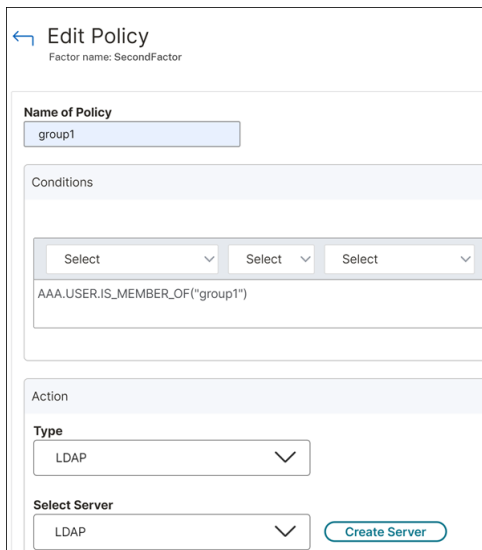 Edit Policy
Factor name: SecondFactor
Name of Policy
group1
Conditions
Select Select Select
AAA.USER.IS_MEMBER_OF("group1")
Action
Type
LDAP
Select Server
LDAP Create Server